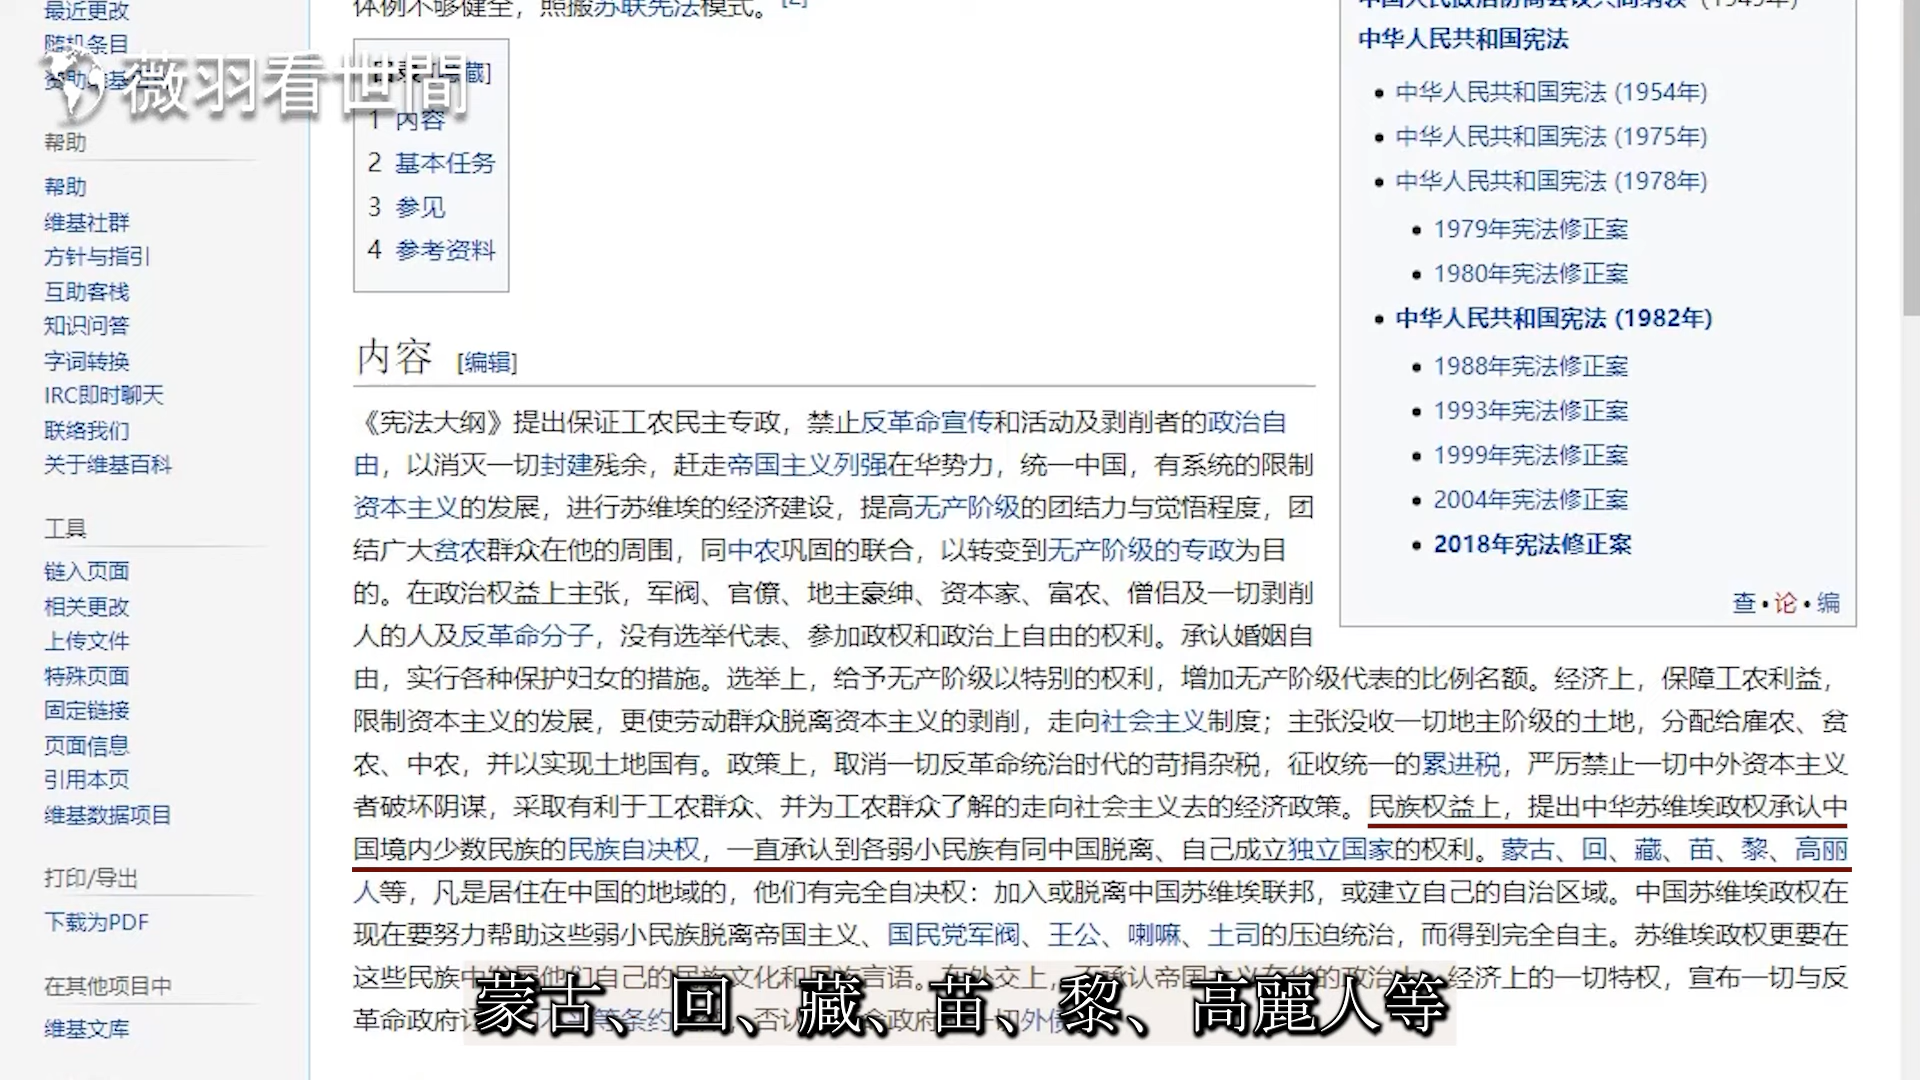 最近更改
随机条目
帮助
帮助
维基社群
方针与指引
互助客栈
知识问答
字词转换
IRC即时聊天
联络我们
关于维基百科
工具
链入页面
相关更改
上传文件
特殊页面
固定链接
页面信息
引用本页
维基数据项目
打印/导出
下载为PDF
在其他项目中
维基文库
薇羽看世間
体例不够健全，照搬苏联宪法模式。[2]
1 内容
2 基本任务
3 参见
4 参考资料
内容 [编辑]
《宪法大纲》提出保证工农民主专政，禁止反革命宣传和活动及剥削者的政治自
由，以消灭一切封建残余，赶走帝国主义列强在华势力，统一中国，有系统的限制
资本主义的发展，进行苏维埃的经济建设，提高无产阶级的团结力与觉悟程度，团
结广大贫农群众在他的周围，同中农巩固的联合，以转变到无产阶级的专政为目
的。在政治权益上主张，军阀、官僚、地主豪绅、资本家、富农、僧侣及一切剥削
人的人及反革命分子，没有选举代表、参加政权和政治上自由的权利。承认婚姻自
由，实行各种保护妇女的措施。选举上，给予无产阶级以特别的权利，增加无产阶级代表的比例名额。经济上，保障工农利益，
限制资本主义的发展，更使劳动群众脱离资本主义的剥削，走向社会主义制度；主张没收一切地主阶级的土地，分配给雇农、贫
农、中农，并以实现土地国有。政策上，取消一切反革命统治时代的苛捐杂税，征收统一的累进税，严厉禁止一切中外资本主义
者破坏阴谋，采取有利于工农群众、并为工农群众了解的走向社会主义去的经济政策。民族权益上，提出中华苏维埃政权承认中
国境内少数民族的民族自决权，一直承认到各弱小民族有同中国脱离、自己成立独立国家的权利。蒙古、回、藏、苗、黎、高丽
人等，凡是居住在中国的地域的，他们有完全自决权：加入或脱离中国苏维埃联邦，或建立自己的自治区域。中国苏维埃政权在
现在要努力帮助这些弱小民族脱离帝国主义、国民党军阀、王公、喇嘛、土司的压迫统治，而得到完全自主。苏维埃政权更要在
这些民族中发展他们自己的民族文化和民族言语。在外交上，不承认帝国主义在华的政治上、经济上的一切特权，宣布一切与反
革命政府
中华人民共和国宪法
• 中华人民共和国宪法 (1954年)
• 中华人民共和国宪法 (1975年)
• 中华人民共和国宪法 (1978年)
• 1979年宪法修正案
• 1980年宪法修正案
• 中华人民共和国宪法 (1982年)
• 1988年宪法修正案
• 1993年宪法修正案
• 1999年宪法修正案
• 2004年宪法修正案
• 2018年宪法修正案
查 • 论 • 编
蒙古、回、藏、苗、黎、高麗人等